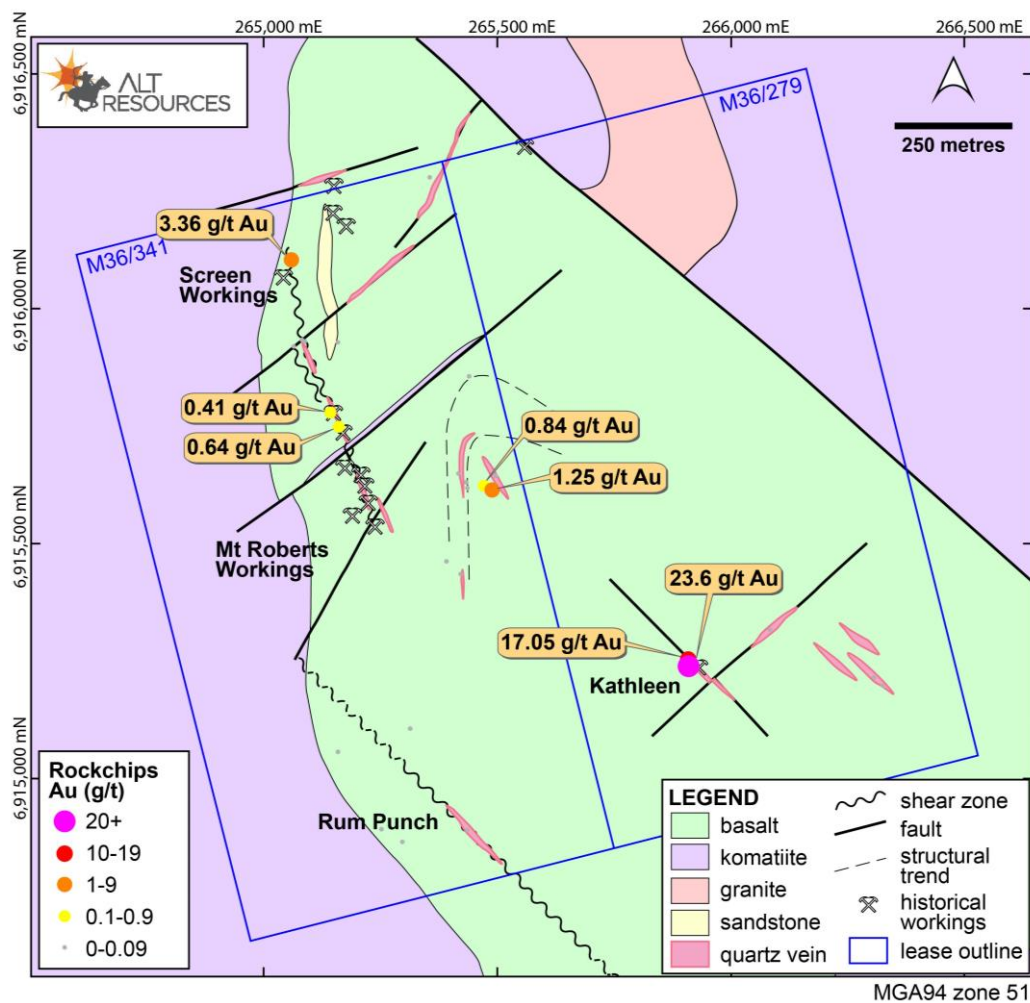 265,000 mE
265,500 mE
266,000 mE
266,500 mE
6,916,500 mN
6,916,000 mN
6,915,500 mN
6,915,000 mN
ALT
RESOURCES
M36/279
250 metres
M36/341
3.36 g/t Au
Screen
Workings
0.41 g/t Au
0.64 g/t Au
0.84 g/t Au
1.25 g/t Au
Mt Roberts
Workings
23.6 g/t Au
17.05 g/t Au
Kathleen
Rum Punch
Rockchips
Au (g/t)
20+
10-19
1-9
0.1-0.9
0-0.09
LEGEND
basalt
komatiite
granite
sandstone
quartz vein
shear zone
fault
structural
trend
historical
workings
lease outline
MGA94 zone 51